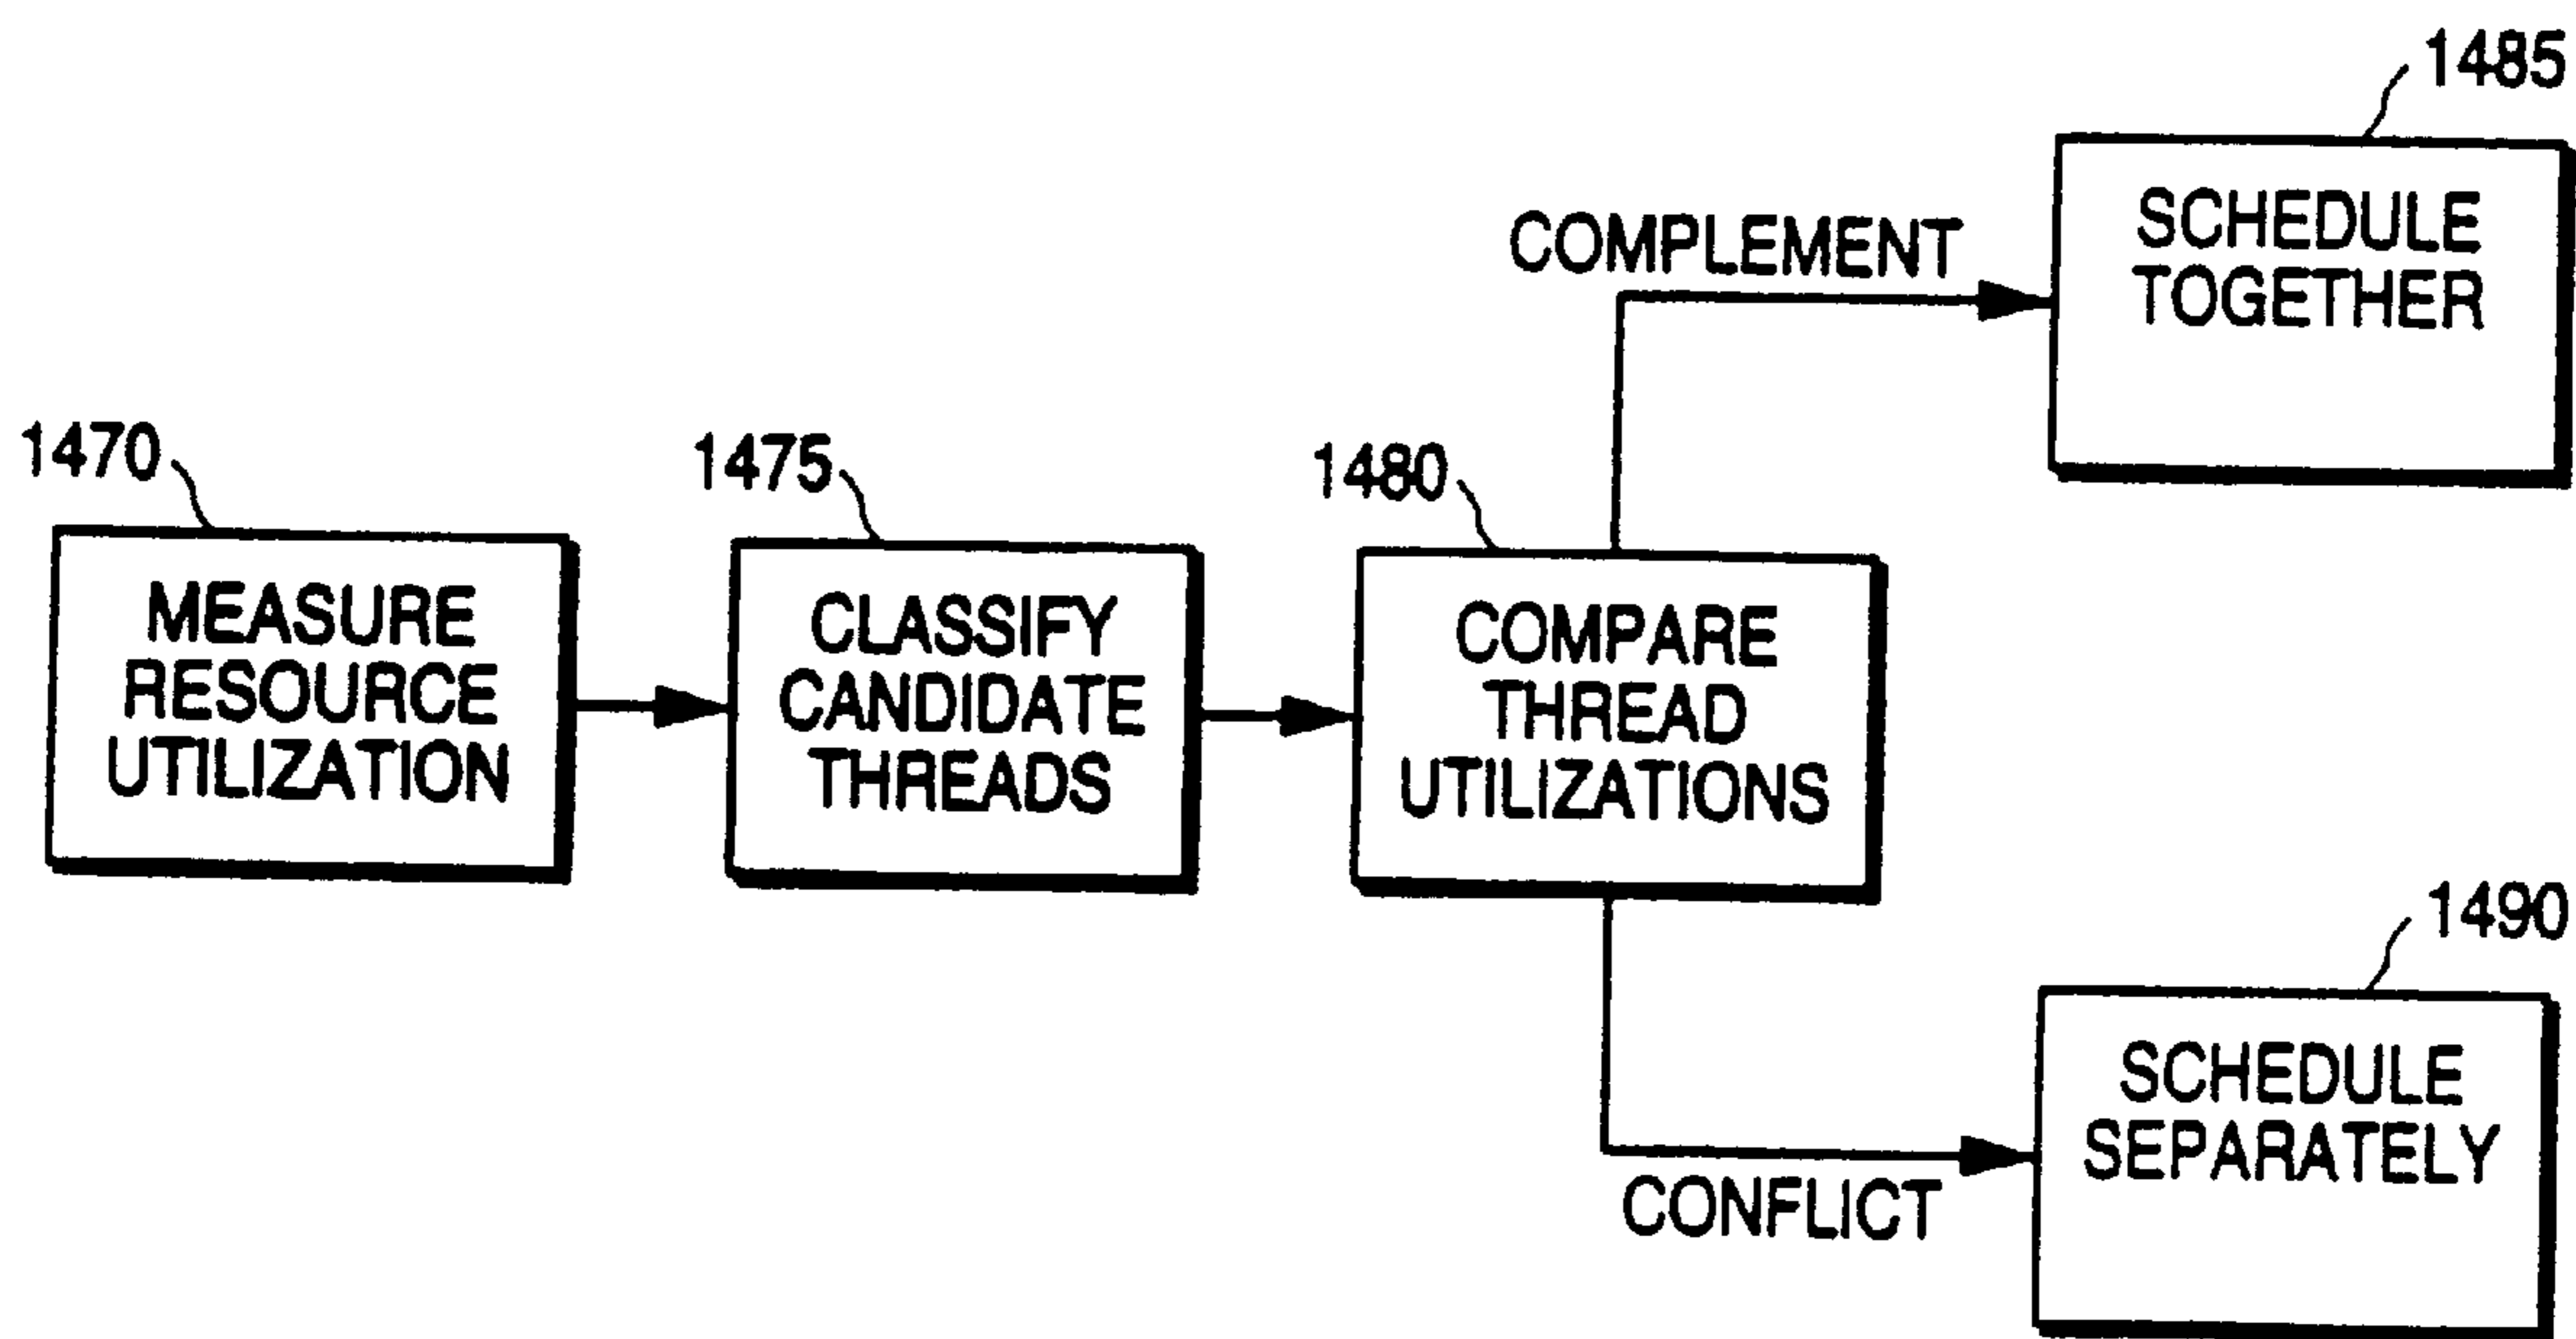 1485
SCHEDULE
TOGETHER
COMPLEMENT
1470
MEASURE
RESOURCE
UTILIZATION
1475
CLASSIFY
CANDIDATE
THREADS
1480
COMPARE
THREAD
UTILIZATIONS
1490
SCHEDULE
SEPARATELY
CONFLICT